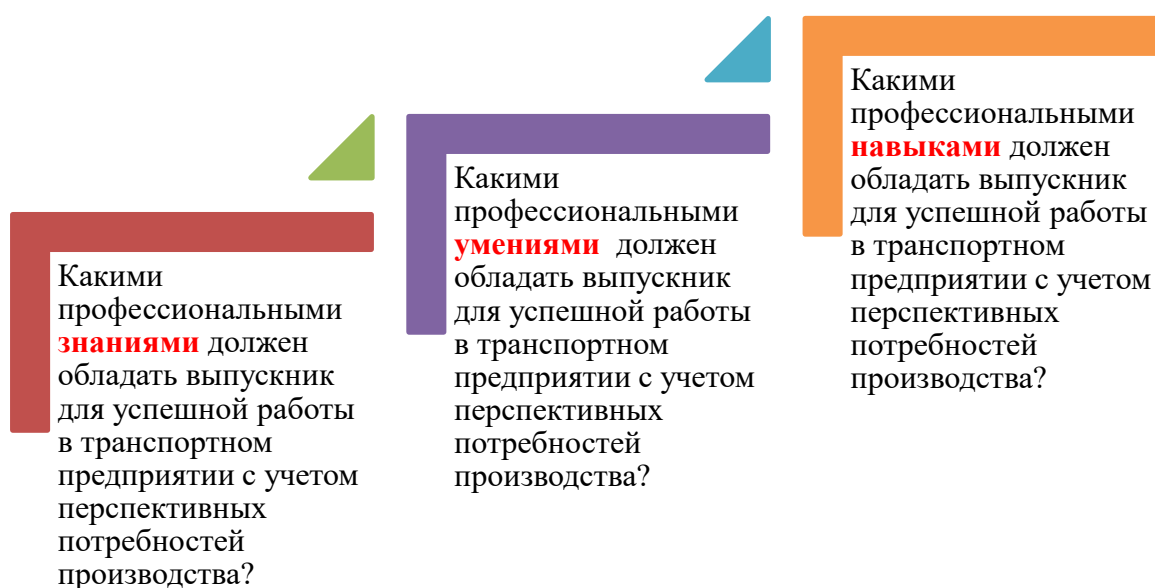 Какими
профессиональными
знаниями должен
обладать выпускник
для успешной работы
в транспортном
предприятии с учетом
перспективных
потребностей
производства?
Какими
профессиональными
умениями должен
обладать выпускник
для успешной работы
в транспортном
предприятии с учетом
перспективных
потребностей
производства?
Какими
профессиональными
навыками должен
обладать выпускник
для успешной работы
в транспортном
предприятии с учетом
перспективных
потребностей
производства?